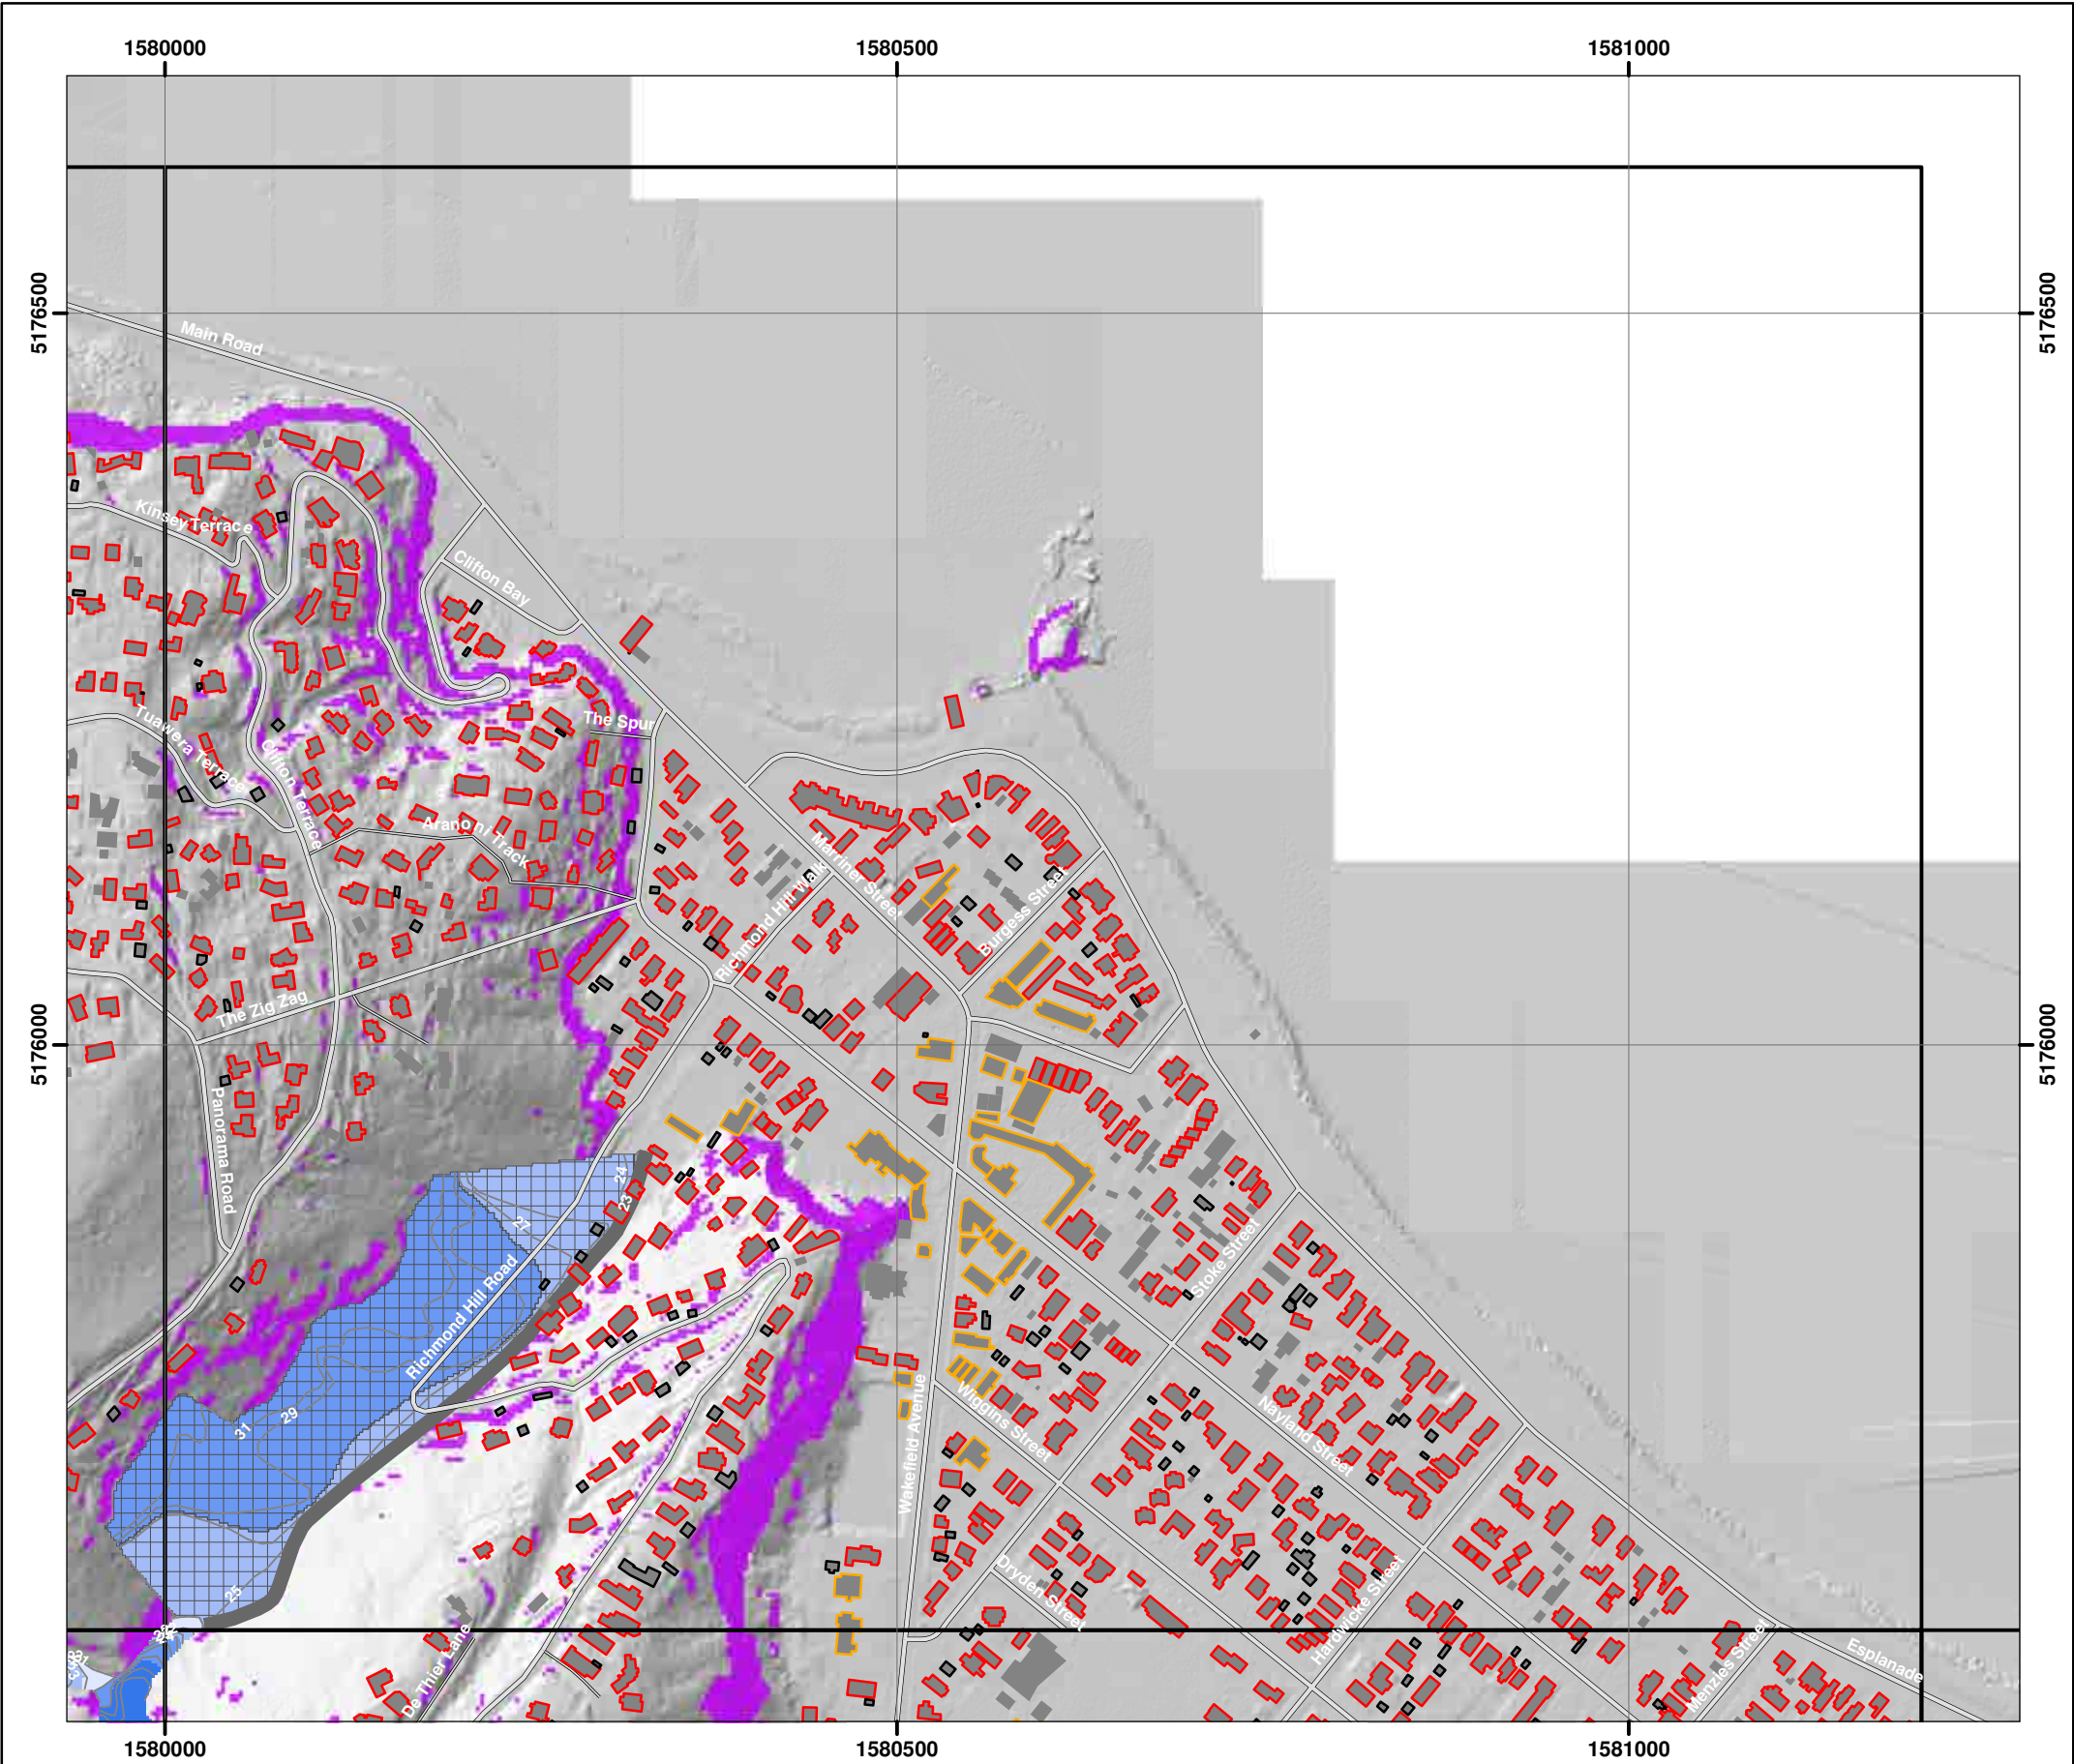 1580000
1580500
1581000
5176500
5176500
Main Road
Kinsey Terrace
Clifton Bay
Tuawera Terrace
Clifton Terrace
The Spur
Aranoni Track
Marriner Street
Richmond Hill Walk
Burgess Street
The Zig Zag
5176000
5176000
Panorama Road
24
23
27
Richmond Hill Road
Stoke Street
29
31
Wiggins Street
Nayland Street
Wakefield Avenue
25
Dryden Street
Hardwicke Street
De Thier Lane
Menzles Street
Esplanade
1580000
1580500
1581000